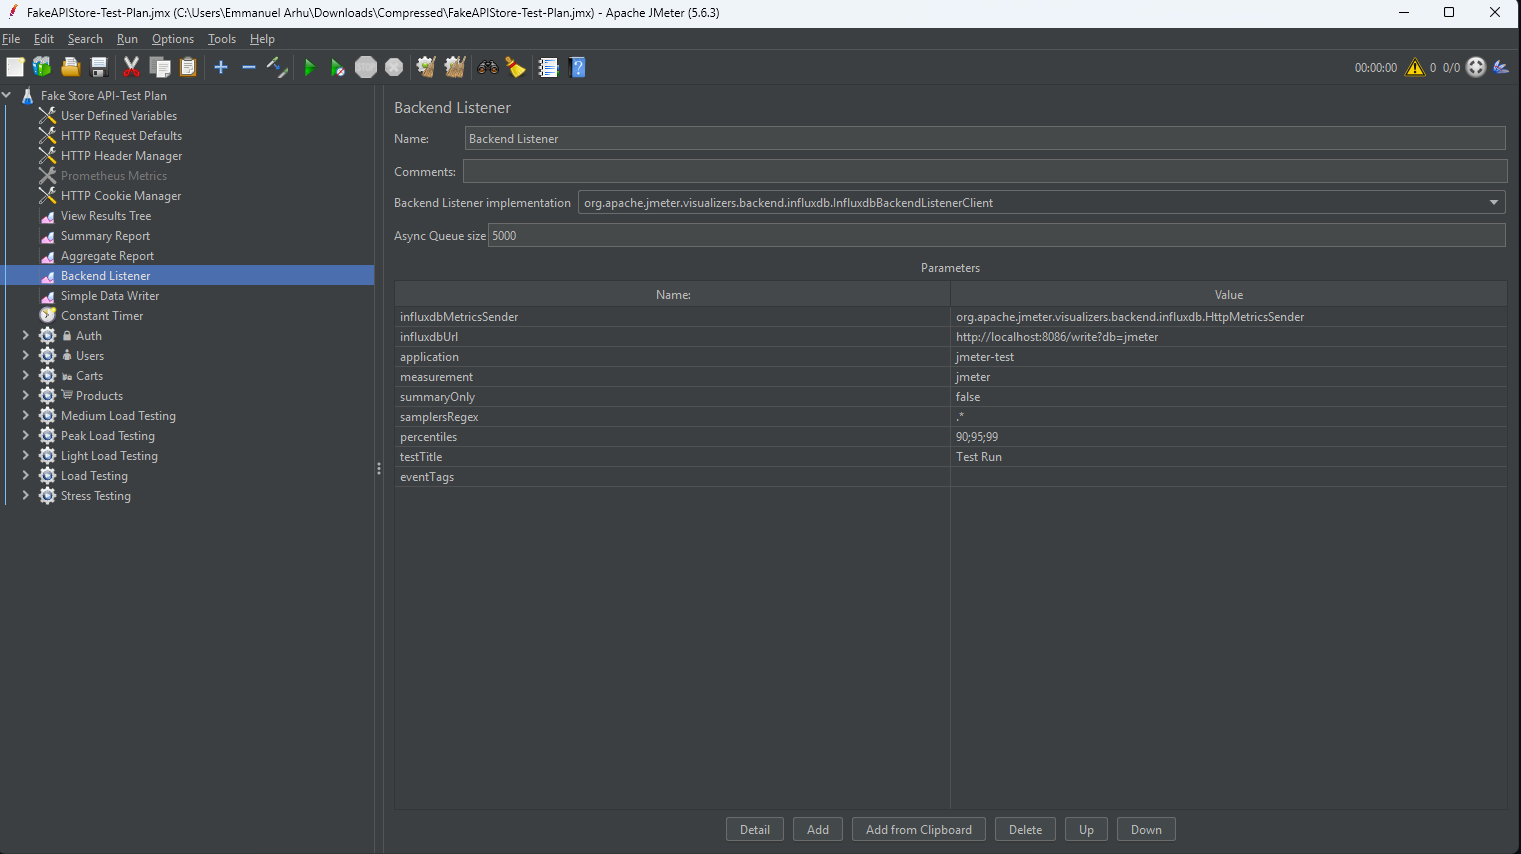 FakeAPIStore-Test-Plan.jmx (C:\Users\Emmanuel Arhu\Downloads\Compressed\FakeAPIStore-Test-Plan.jmx) - Apache JMeter (5.6.3)
File Edit Search Run Options Tools Help
STOP 00:00:00 0 0/0
Fake Store API-Test Plan
User Defined Variables
HTTP Request Defaults
HTTP Header Manager
Prometheus Metrics
HTTP Cookie Manager
View Results Tree
Summary Report
Aggregate Report
Backend Listener
Simple Data Writer
Constant Timer
Auth
Users
Carts
Products
Medium Load Testing
Peak Load Testing
Light Load Testing
Load Testing
Stress Testing
Backend Listener
Name: Backend Listener
Comments:
Backend Listener implementation org.apache.jmeter.visualizers.backend.influxdb.InfluxdbBackendListenerClient
Async Queue size 5000
Parameters
Name: Value
influxdbMetricsSender org.apache.jmeter.visualizers.backend.influxdb.HttpMetricsSender
influxdbUrl http://localhost:8086/write?db=jmeter
application jmeter-test
measurement jmeter
summaryOnly false
samplersRegex .*
percentiles 90;95;99
testTitle Test Run
eventTags
Detail Add Add from Clipboard Delete Up Down